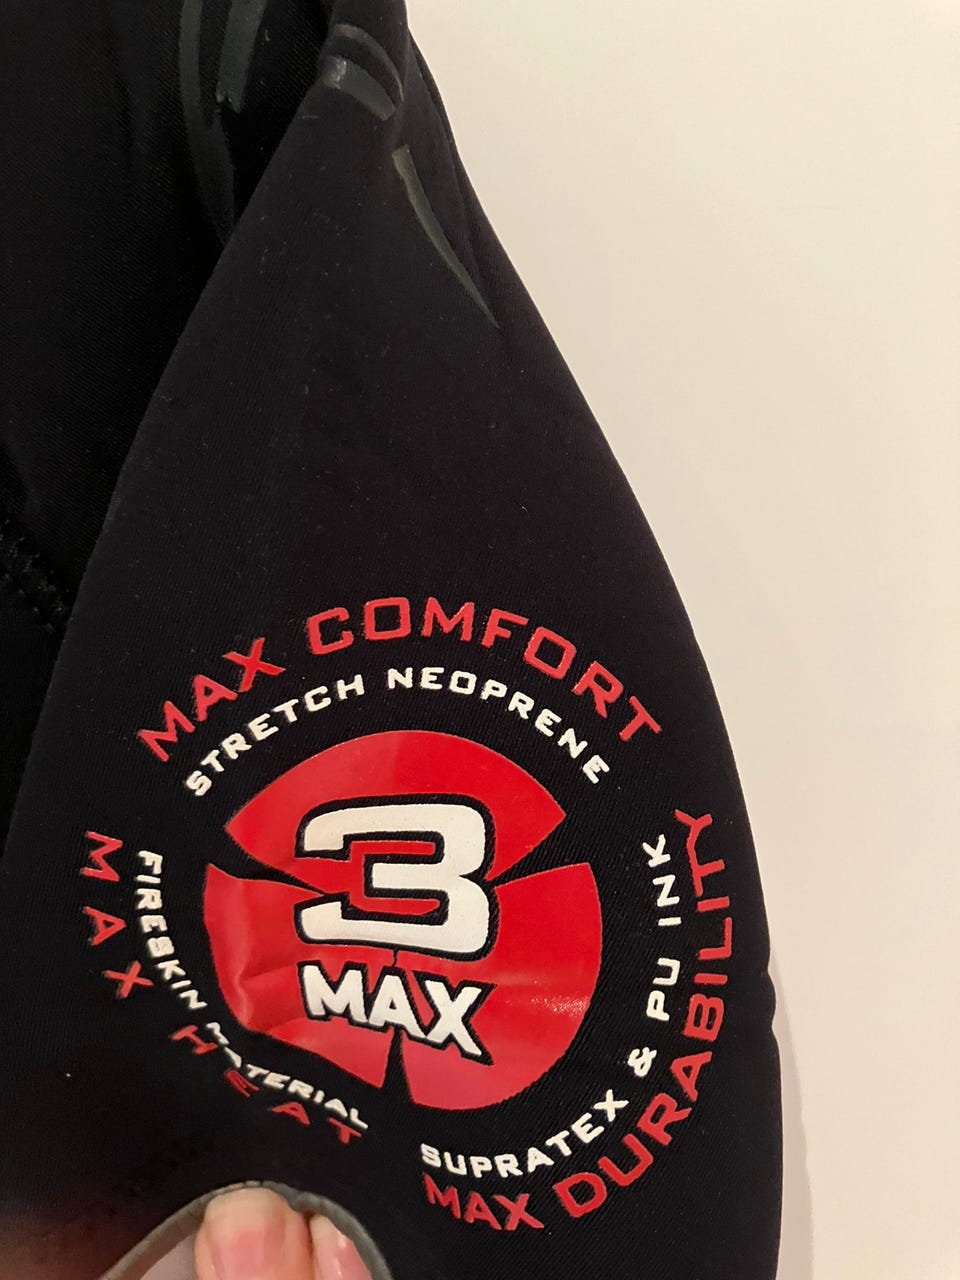 MAX COMFORT
STRETCH NEOPRENE
3
MAX
MAX HEAT
FIRESKIN MATERIAL
SUPRATEX & PU INK
MAX DURABILITY